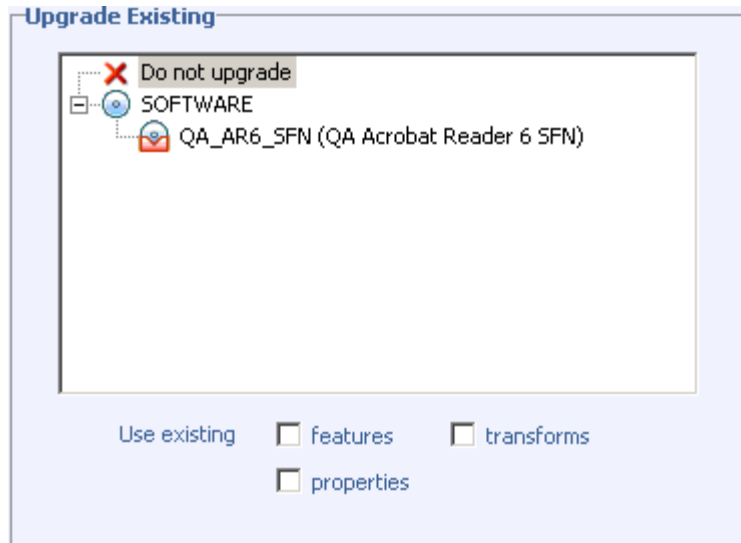 Upgrade Existing
Do not upgrade
SOFTWARE
QA_AR6_SFN (QA Acrobat Reader 6 SFN)
Use existing features transforms
properties